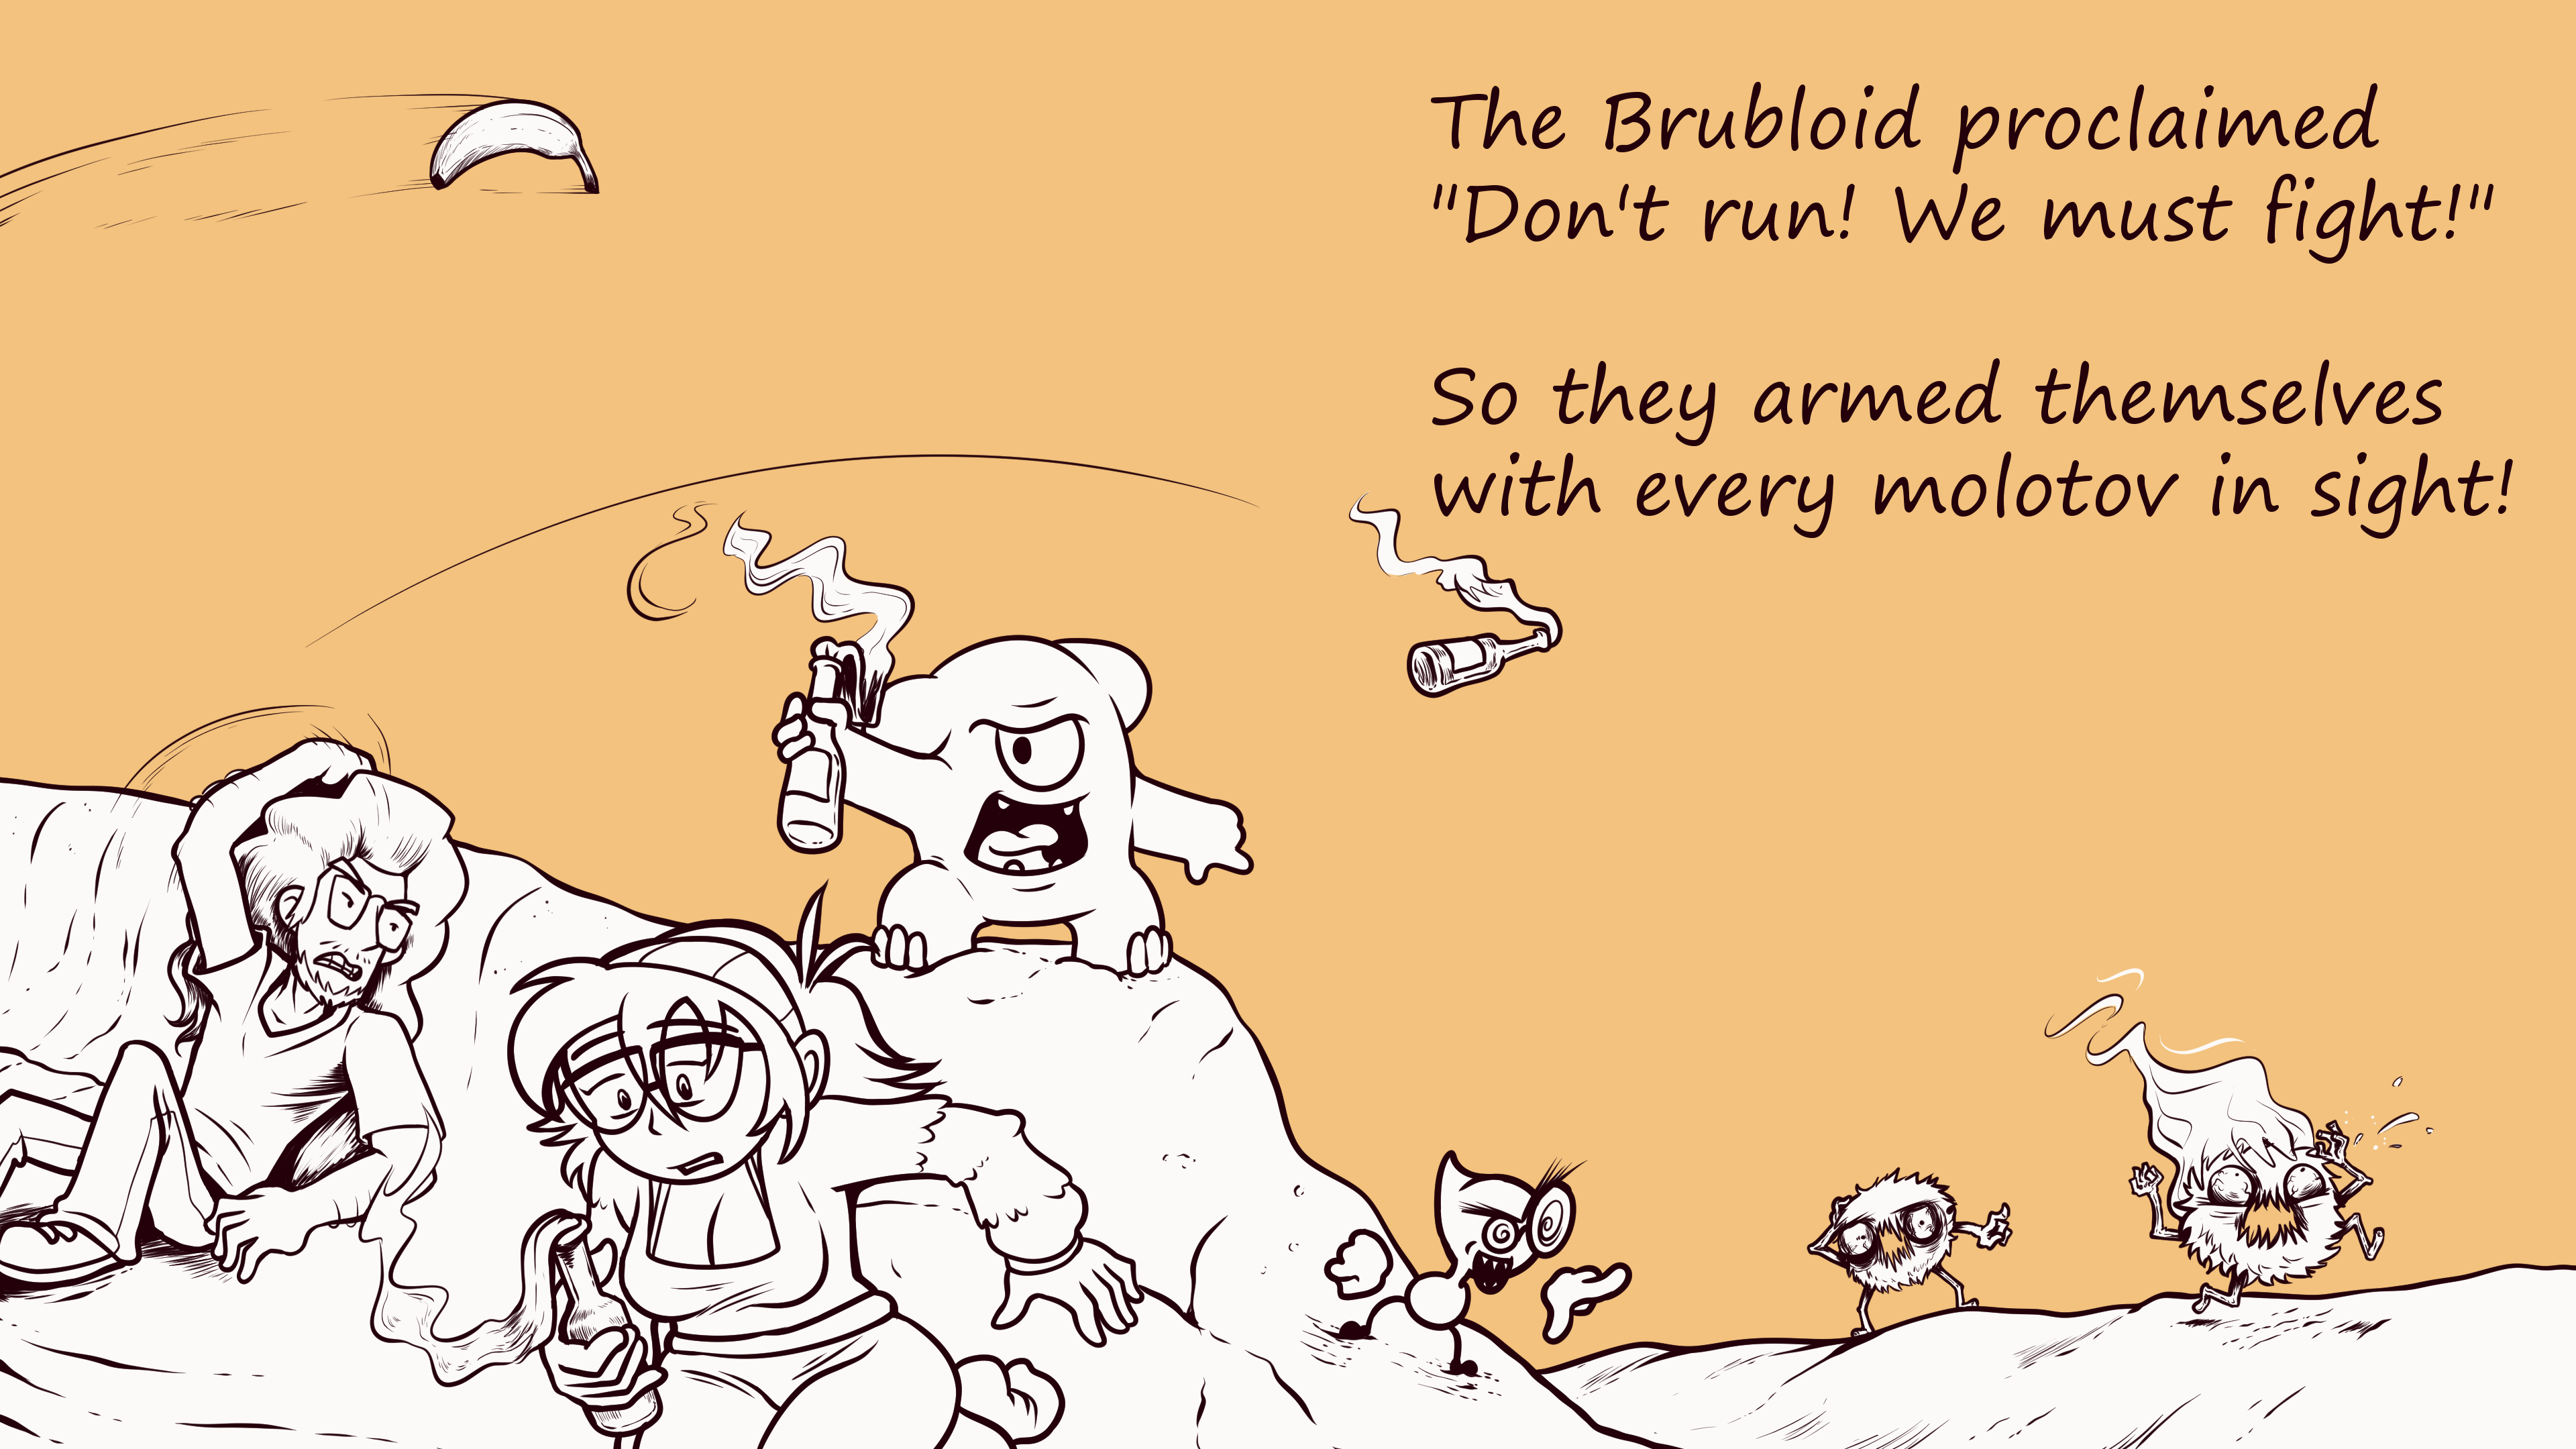 The Brubloid proclaimed
"Don't run! We must fight!"
So they armed themselves
with every molotov in sight!